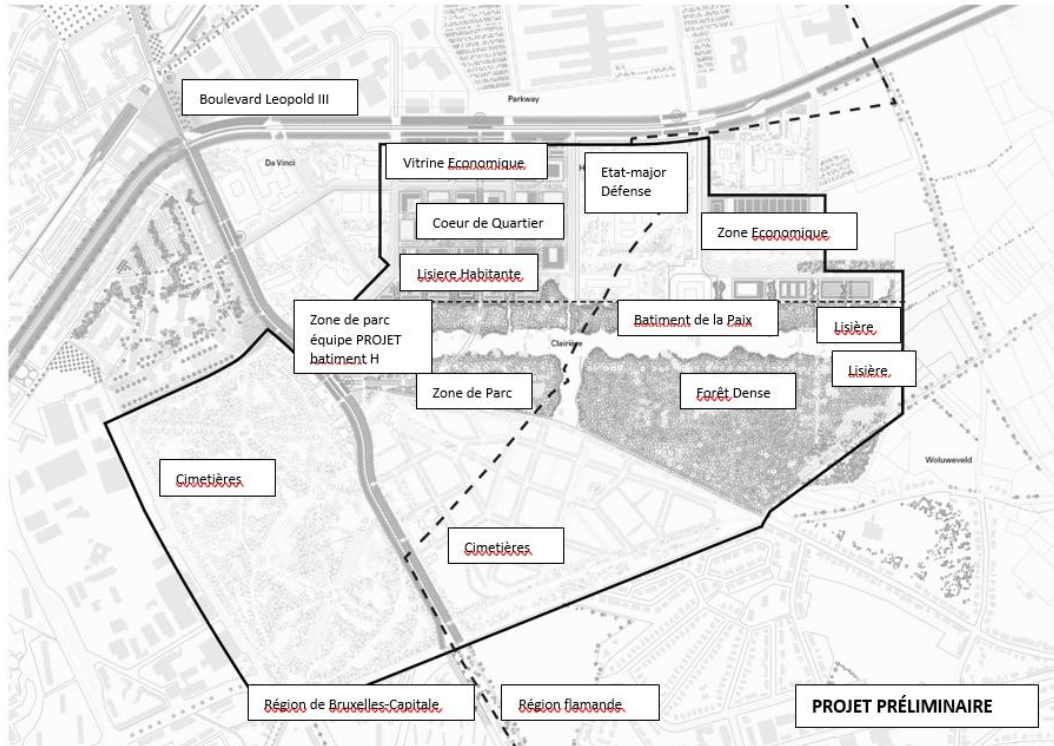 Boulevard Leopold III
Parkway
Da Vinci
Vitrine Economique
Etat-major
Défense
Coeur de Quartier
Zone Economique
Lisiere Habitante
Zone de parc
équipe PROJET
batiment H
Batiment de la Paix
Lisière
Clairière
Lisière
Zone de Parc
Forêt Dense
Woluweveld
Cimetières
Cimetières
Région de Bruxelles-Capitale
Région flamande
PROJET PRÉLIMINAIRE